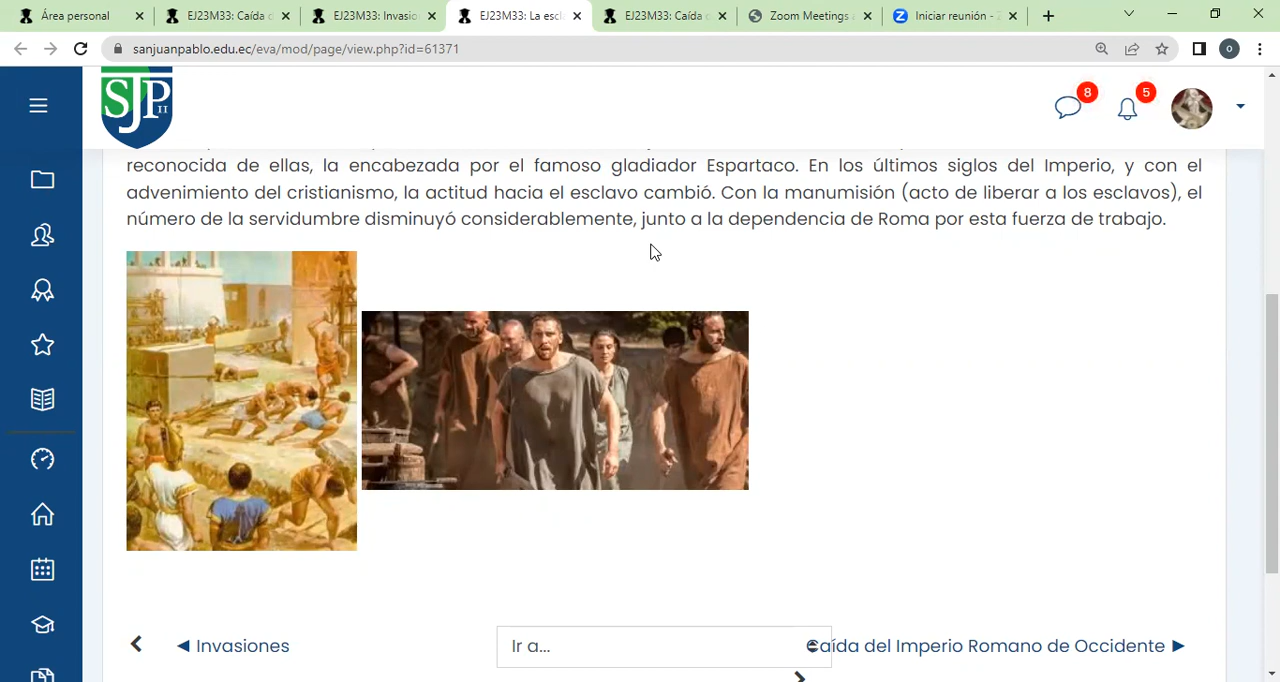 Área personal
EJ23M33: Caída d
EJ23M33: Invasio
EJ23M33: La escl
EJ23M33: Caída d
Zoom Meetings a
Iniciar reunión - Z
sanjuanpablo.edu.ec/eva/mod/page/view.php?id=61371
o
SJP
II
8
5
reconocida de ellas, la encabezada por el famoso gladiador Espartaco. En los últimos siglos del Imperio, y con el
advenimiento del cristianismo, la actitud hacia el esclavo cambió. Con la manumisión (acto de liberar a los esclavos), el
número de la servidumbre disminuyó considerablemente, junto a la dependencia de Roma por esta fuerza de trabajo.
◄ Invasiones
Ir a...
Caída del Imperio Romano de Occidente ►